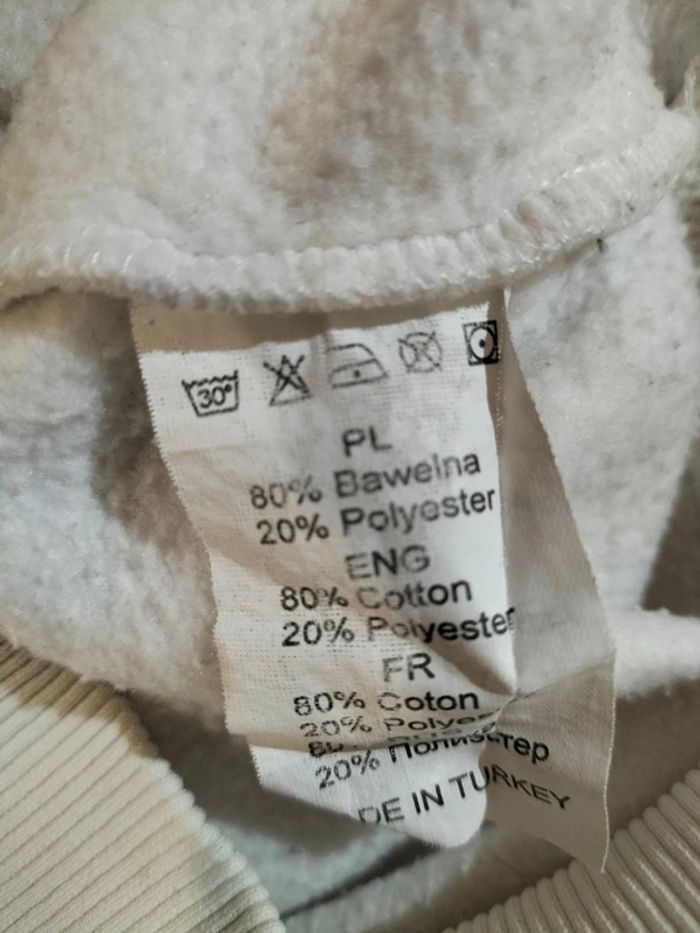 30°
PL
80% Bawelna
20% Polyester
ENG
80% Cotton
20% Polyester
FR
80% Coton
20%
20% Полиэстер
DE IN TURKEY